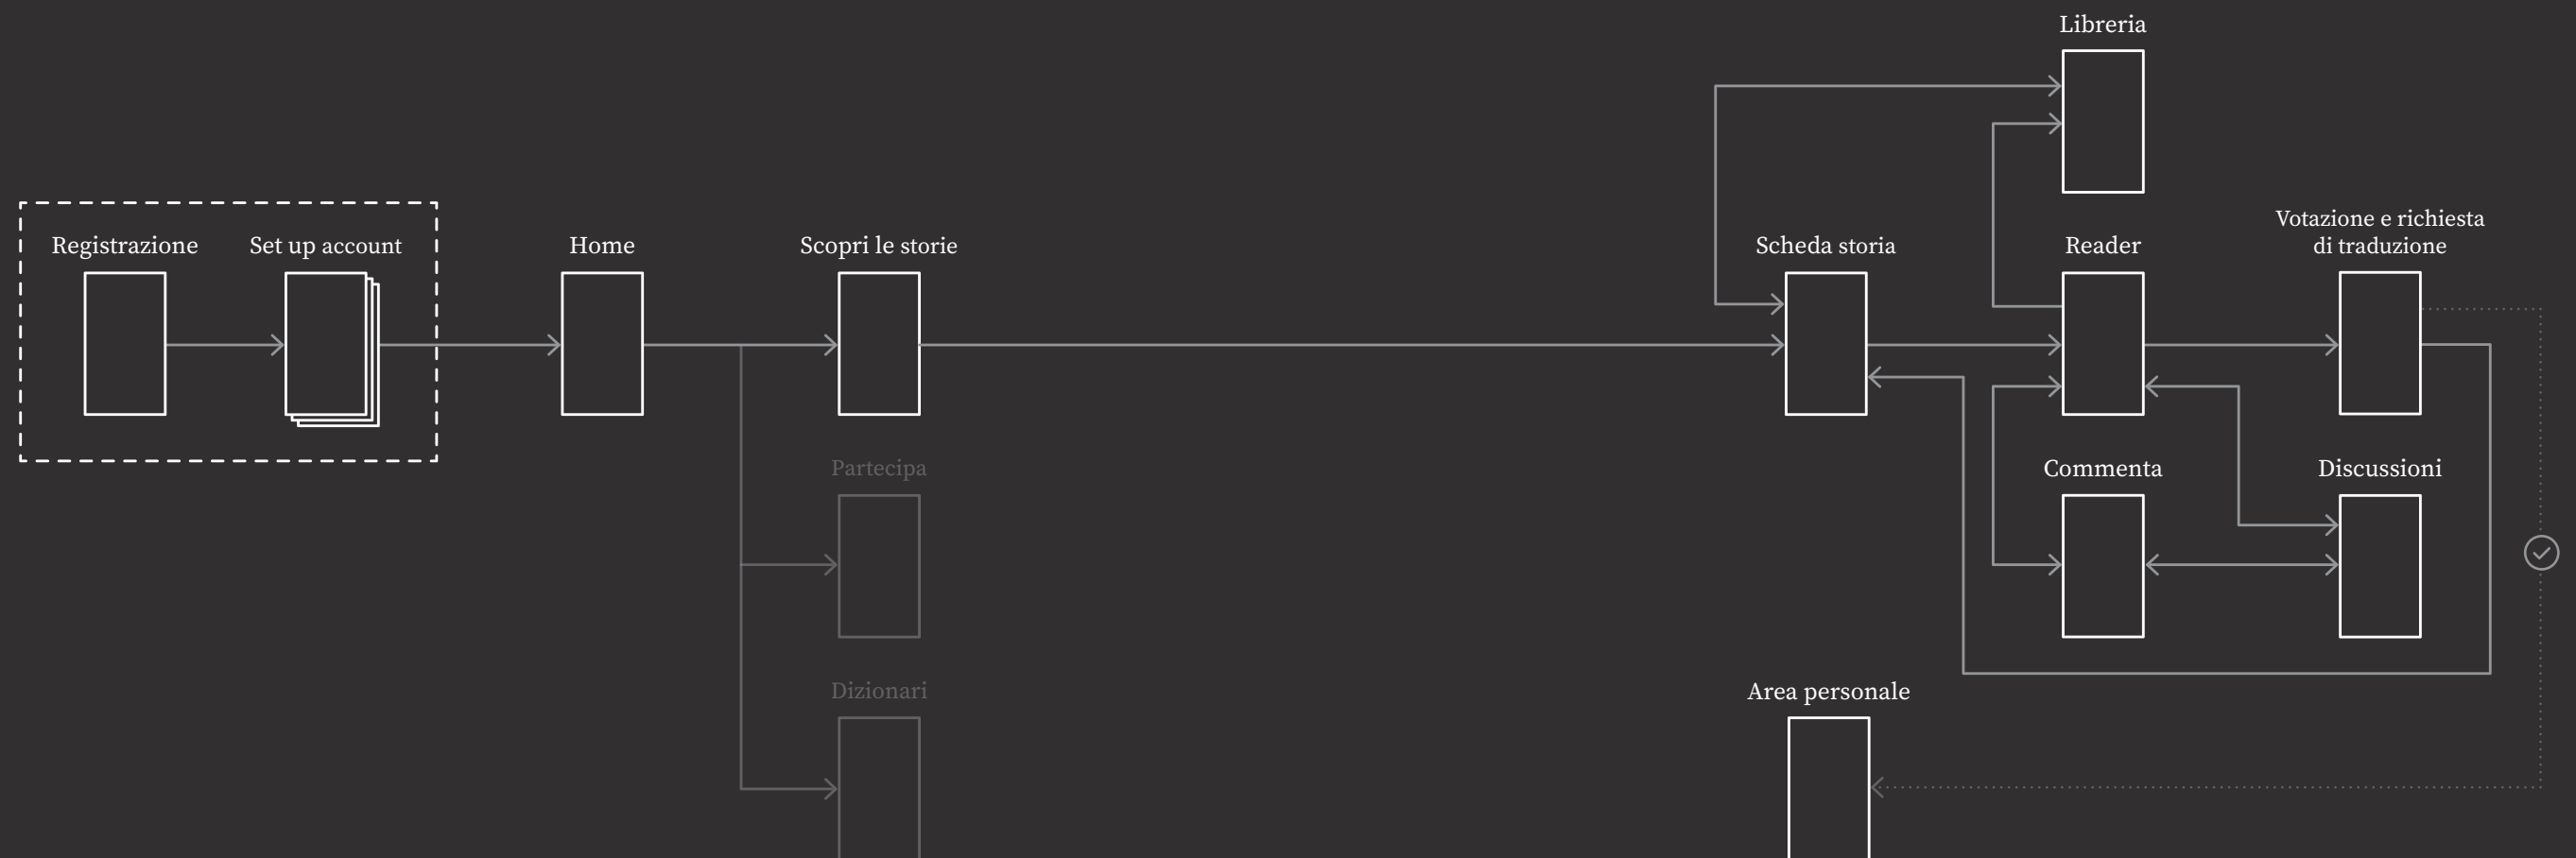 Libreria
Registrazione
Set up account
Home
Scopri le storie
Scheda storia
Reader
Votazione e richiesta
di traduzione
Partecipa
Commenta
Discussioni
Dizionari
Area personale